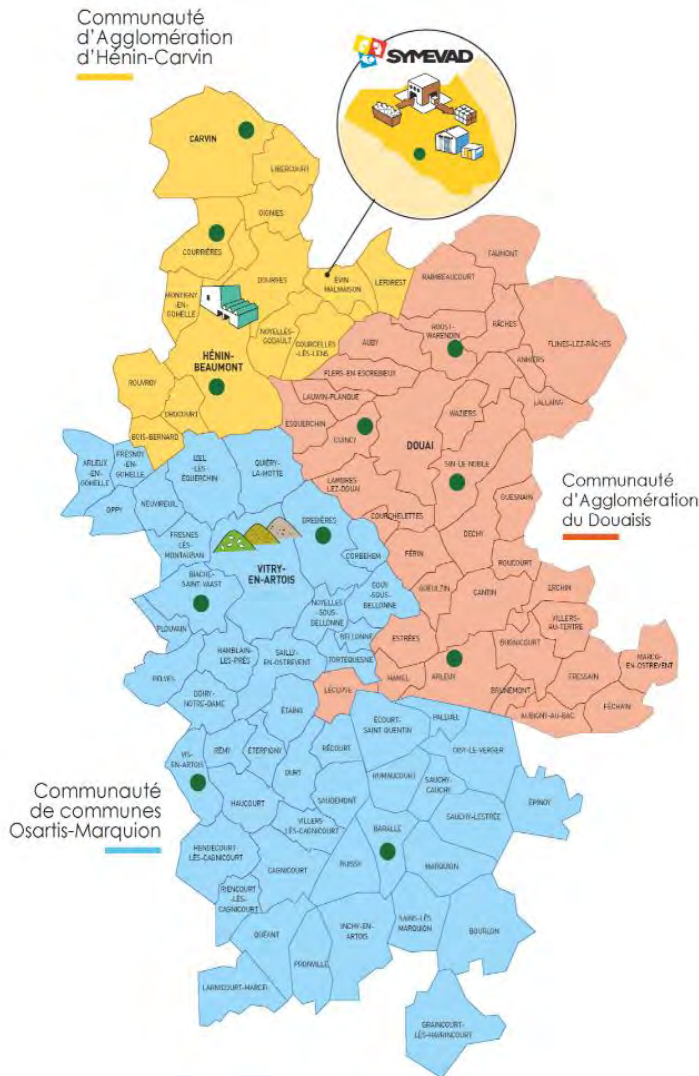 Communauté
d'Agglomération
d'Hénin-Carvin
SYMEVAD
CARVIN
LIBERCOURT
OIGNIES
COURRIÈRES
DOURGES
EVIN
MALMAISON
LEFOREST
MONTIGNY
-EN-
GOHELLE
NOYELLES
-GODAULT
COURCELLES
-LÈS-LENS
HÉNIN-
BEAUMONT
ROUVROY
DROCOURT
BOIS-BERNARD
FAUMONT
RAIMBEAUCOURT
ROOST-
WARENDIN
RÂCHES
FLINES-LEZ-RÂCHES
AUBY
ANHIERS
FLERS-EN-ESCREBIEUX
LALLAING
LAUWIN-PLANQUE
WAZIERS
ESQUERCHIN
CUINCY
DOUAI
SIN-LE-NOBLE
LAMBRES
-LEZ-DOUAI
GUESNAIN
COURCHELETTES
DECHY
FÉRIN
ROUCOURT
GŒULZIN
CANTIN
ERCHIN
VILLERS-
AU-TERTRE
ESTRÉES
BUGNICOURT
MARCQ-
EN-OSTREVENT
HAMEL
ARLEUX
FRESSAIN
BRUNÉMONT
FÉCHAIN
AUBIGNY-AU-BAC
LÉCLUSE
Communauté
d'Agglomération
du Douaisis
ARLEUX
-EN-
GOHELLE
FRESNOY
-EN-
GOHELLE
IZEL
-LÈS-
ÉQUERCHIN
QUIÉRY-
LA-MOTTE
OPPY
NEUVIREUIL
BREBIÈRES
FRESNES
-LÈS-
MONTAUBAN
VITRY-
EN-ARTOIS
CORBEHEM
BIACHE-
SAINT-VAAST
GOUY
-SOUS-
BELLONNE
NOYELLES
-SOUS-
BELLONNE
PLOUVAIN
BELLONNE
HAMBLAIN-
LES-PRÉS
SAILLY-
EN-OSTREVENT
TORTEQUESNE
PELVES
BOIRY-
NOTRE-DAME
ÉTAING
ÉCOURT-
SAINT QUENTIN
PALLUEL
VIS-
EN-ARTOIS
RÉMY
ÉTERPIGNY
RÉCOURT
OISY-LE-VERGER
DURY
RUMAUCOURT
SAUCHY-
CAUCHY
HAUCOURT
SAUDEMONT
ÉPINOY
VILLERS
-LÈS-CAGNICOURT
SAUCHY-LESTRÉE
BARALLE
HENDECOURT
-LÈS-CAGNICOURT
CAGNICOURT
BUISSY
MARQUION
RIENCOURT
-LÈS-
CAGNICOURT
QUÉANT
INCHY-EN-
ARTOIS
SAINS-LÈS
MARQUION
BOURLON
PRONVILLE
LAGNICOURT-MARCEL
GRAINCOURT-
LÈS-HAVRINCOURT
Communauté
de communes
Osartis-Marquion